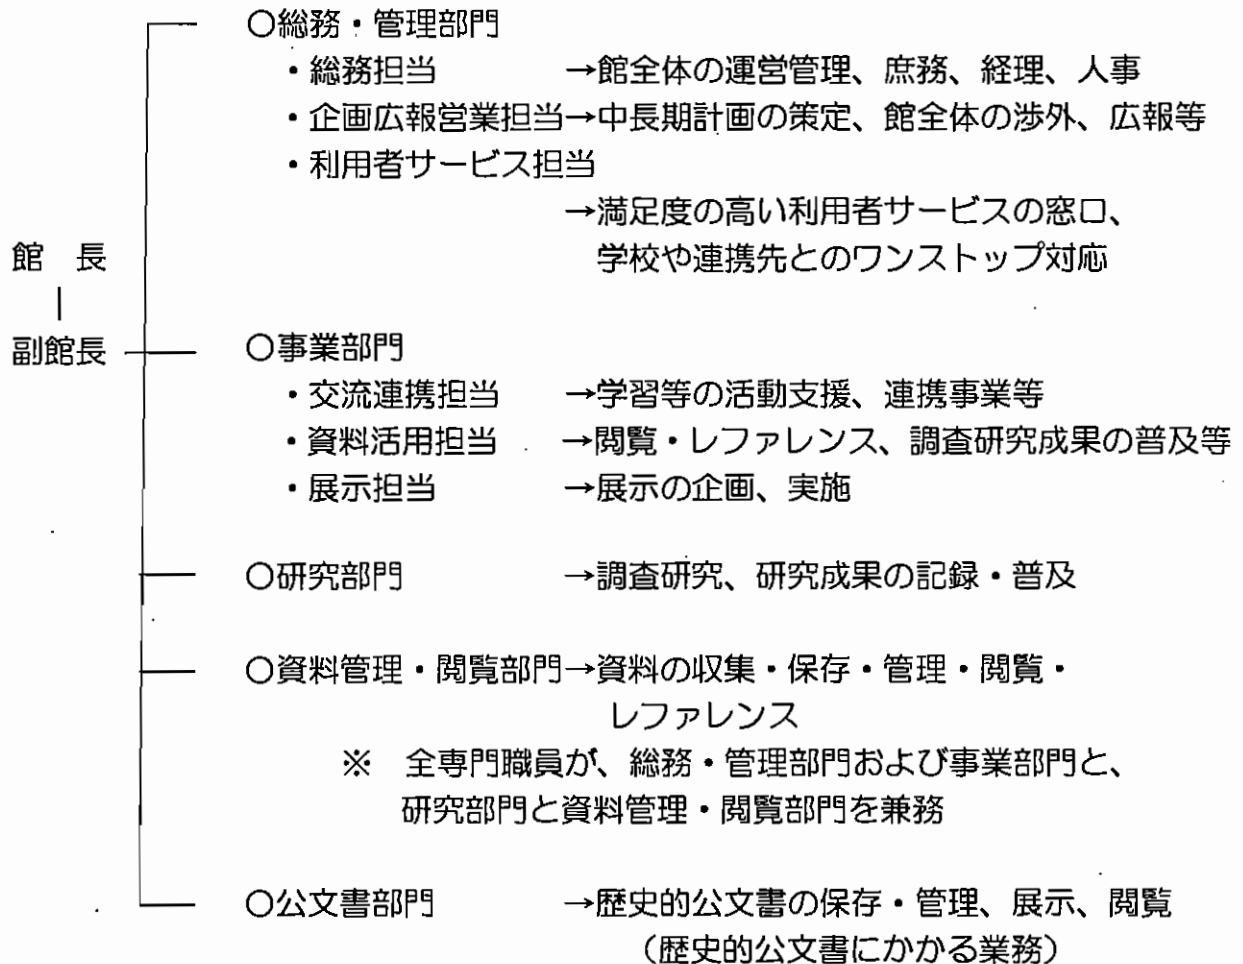 ○総務・管理部門
・総務担当 →館全体の運営管理、庶務、経理、人事
・企画広報営業担当→中長期計画の策定、館全体の渉外、広報等
・利用者サービス担当
→満足度の高い利用者サービスの窓口、
学校や連携先とのワンストップ対応
館 長
副館長
○事業部門
・交流連携担当 →学習等の活動支援、連携事業等
・資料活用担当 →閲覧・レファレンス、調査研究成果の普及等
・展示担当 →展示の企画、実施
○研究部門 →調査研究、研究成果の記録・普及
○資料管理・閲覧部門→資料の収集・保存・管理・閲覧・
レファレンス
※ 全専門職員が、総務・管理部門および事業部門と、
研究部門と資料管理・閲覧部門を兼務
○公文書部門 →歴史的公文書の保存・管理、展示、閲覧
（歴史的公文書にかかる業務）